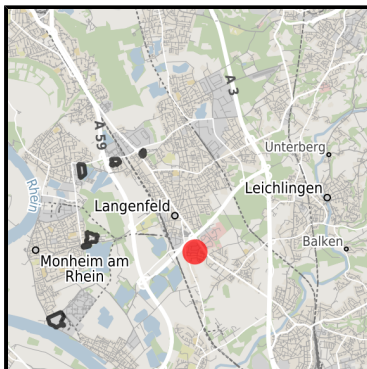 A 3
A 59
Unterberg
Rhein
Leichlingen
Langenfeld
Balken
Monheim am
Rhein